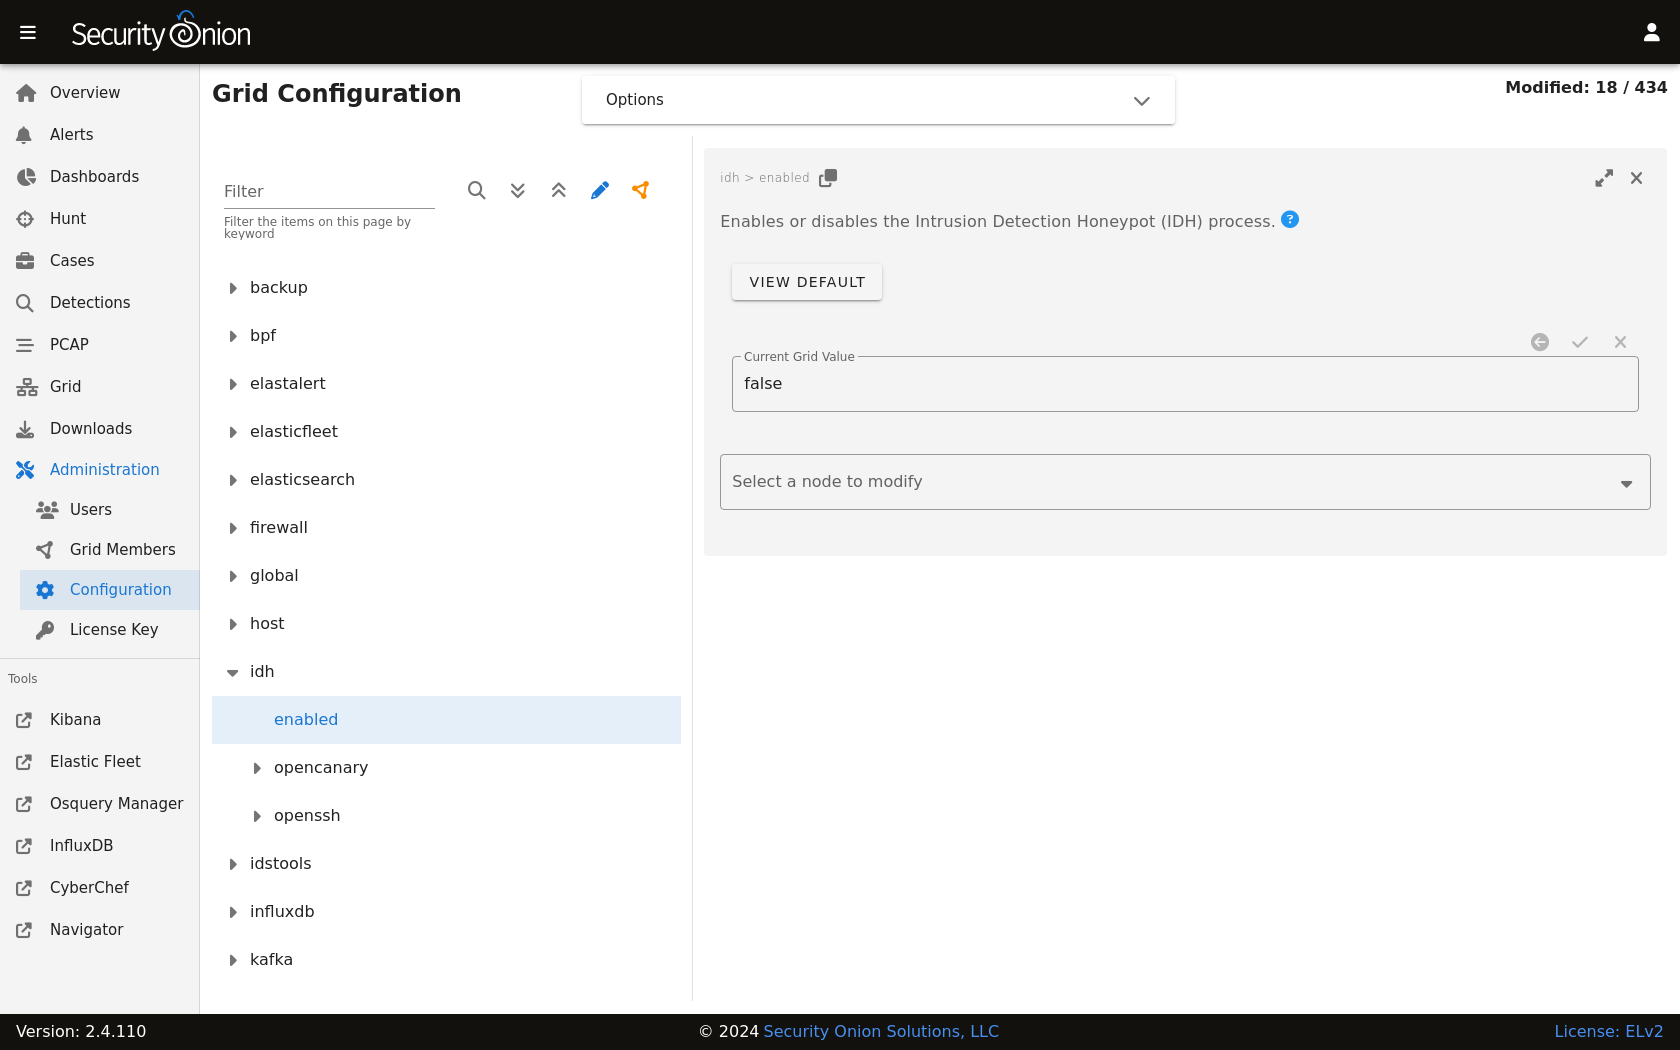 Security Onion
Overview
Alerts
Dashboards
Hunt
Cases
Detections
PCAP
Grid
Downloads
Administration
Users
Grid Members
Configuration
License Key
Tools
Kibana
Elastic Fleet
Osquery Manager
InfluxDB
CyberChef
Navigator
Grid Configuration
Options
Modified: 18 / 434
Filter
Filter the items on this page by
keyword
backup
bpf
elastalert
elasticfleet
elasticsearch
firewall
global
host
idh
enabled
opencanary
openssh
idstools
influxdb
kafka
idh > enabled
Enables or disables the Intrusion Detection Honeypot (IDH) process. ?
VIEW DEFAULT
Current Grid Value
false
Select a node to modify
Version: 2.4.110
© 2024 Security Onion Solutions, LLC
License: ELv2